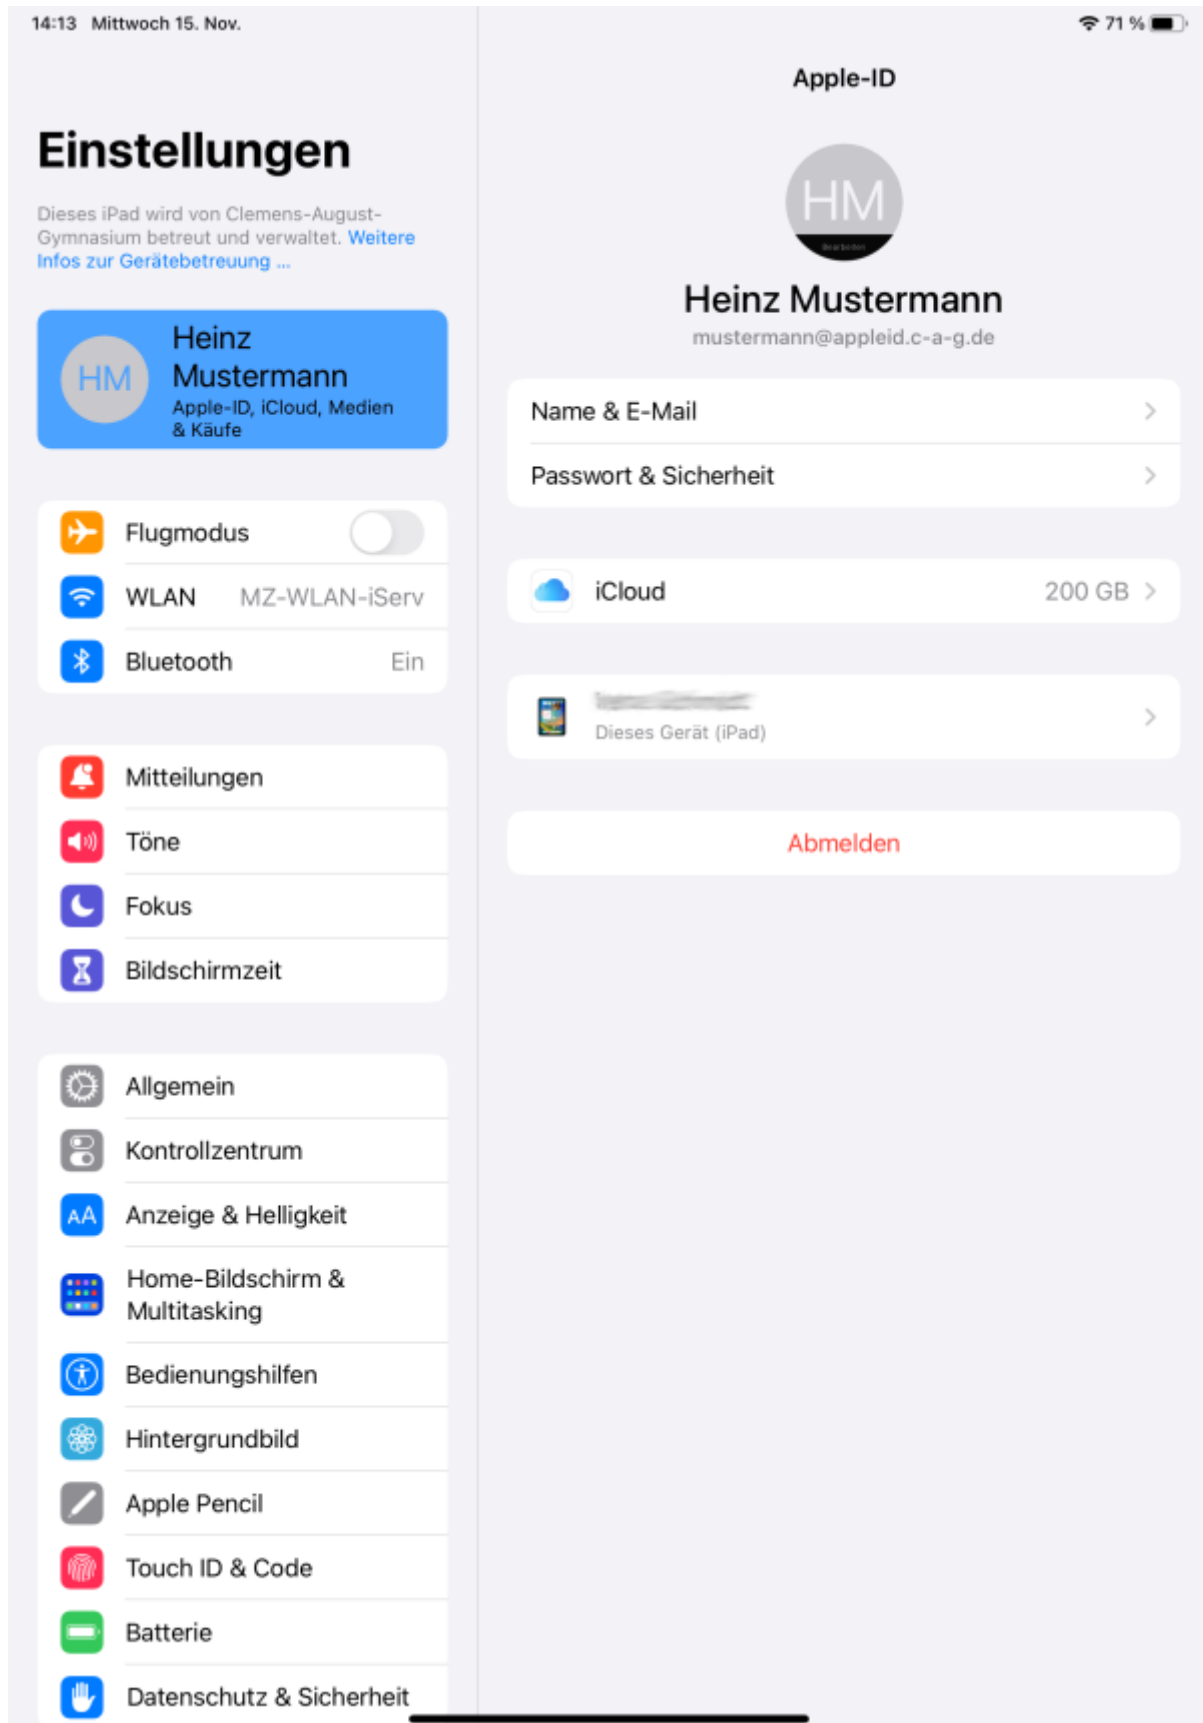 14:13 Mittwoch 15. Nov.
71 %
Einstellungen
Dieses iPad wird von Clemens-August-
Gymnasium betreut und verwaltet. Weitere
Infos zur Gerätebetreuung ...
HM
Heinz
Mustermann
Apple-ID, iCloud, Medien
& Käufe
Flugmodus
WLAN MZ-WLAN-iServ
Bluetooth Ein
Mitteilungen
Töne
Fokus
Bildschirmzeit
Allgemein
Kontrollzentrum
AA Anzeige & Helligkeit
Home-Bildschirm &
Multitasking
Bedienungshilfen
Hintergrundbild
Apple Pencil
Touch ID & Code
Batterie
Datenschutz & Sicherheit
Apple-ID
HM
Bearbeiten
Heinz Mustermann
mustermann@appleid.c-a-g.de
Name & E-Mail
Passwort & Sicherheit
iCloud 200 GB
Dieses Gerät (iPad)
Abmelden